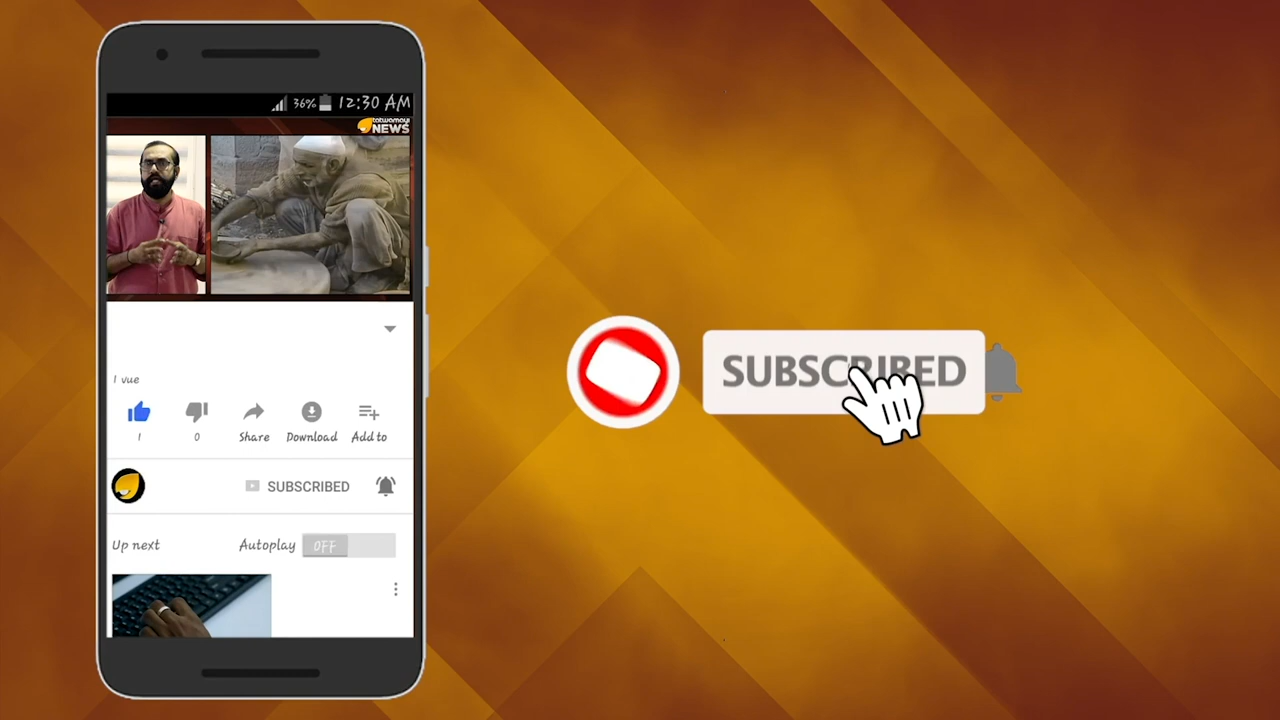 36% 12:30 AM
tatwamayi
NEWS
1 vue
1 0 Share Download Add to
SUBSCRIBED
Up next Autoplay OFF
SUBSCRIBED